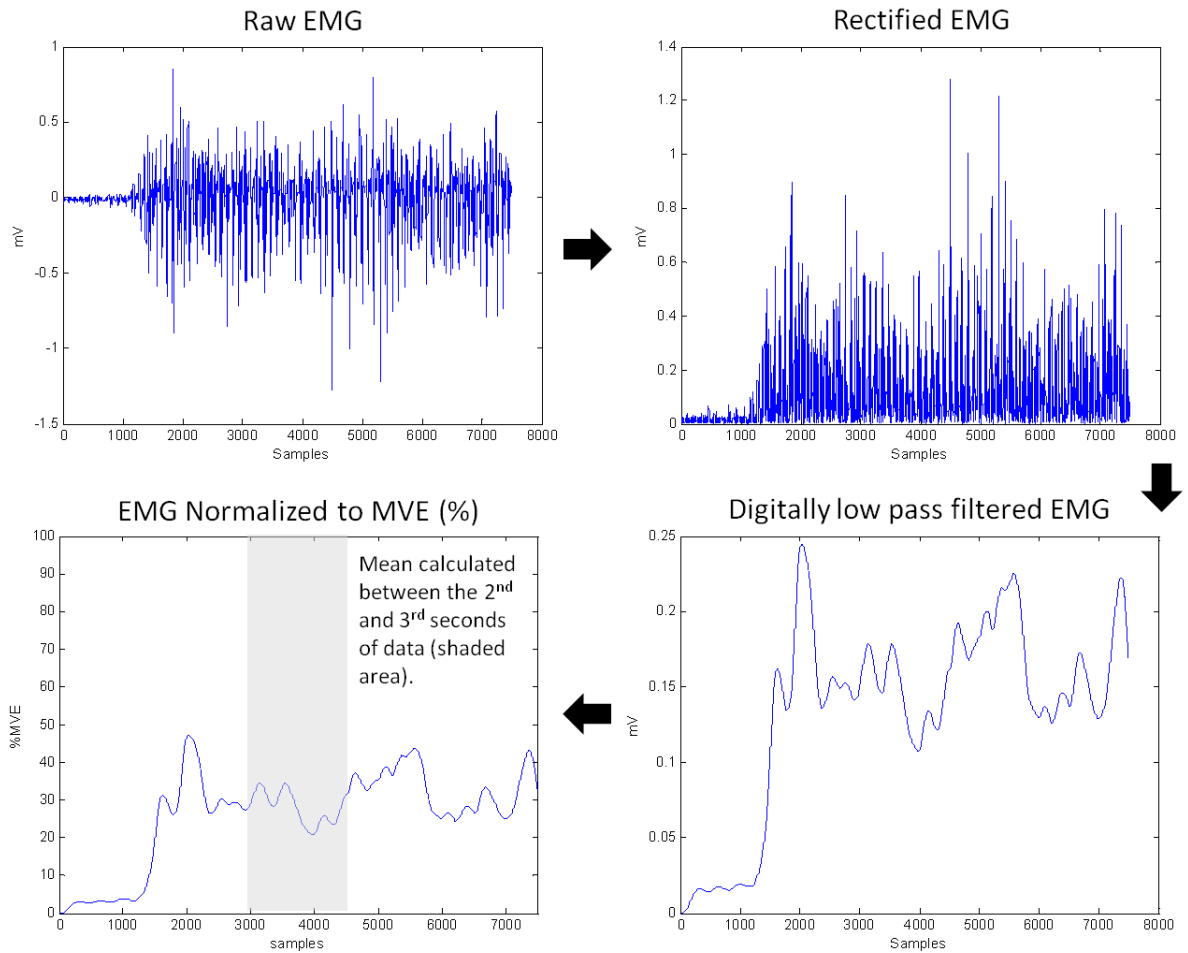 Raw EMG
1
0.5
0
-0.5
-1
-1.5
mV
0 1000 2000 3000 4000 5000 6000 7000 8000
Samples
Rectified EMG
1.4
1.2
1
0.8
0.6
0.4
0.2
0
mV
0 1000 2000 3000 4000 5000 6000 7000 8000
Samples
EMG Normalized to MVE (%)
100
90
80
70
60
50
40
30
20
10
0
%MVE
Mean calculated
between the 2nd
and 3rd seconds
of data (shaded
area).
0 1000 2000 3000 4000 5000 6000 7000
samples
Digitally low pass filtered EMG
0.25
0.2
0.15
0.1
0.05
0
mV
0 1000 2000 3000 4000 5000 6000 7000 8000
Samples